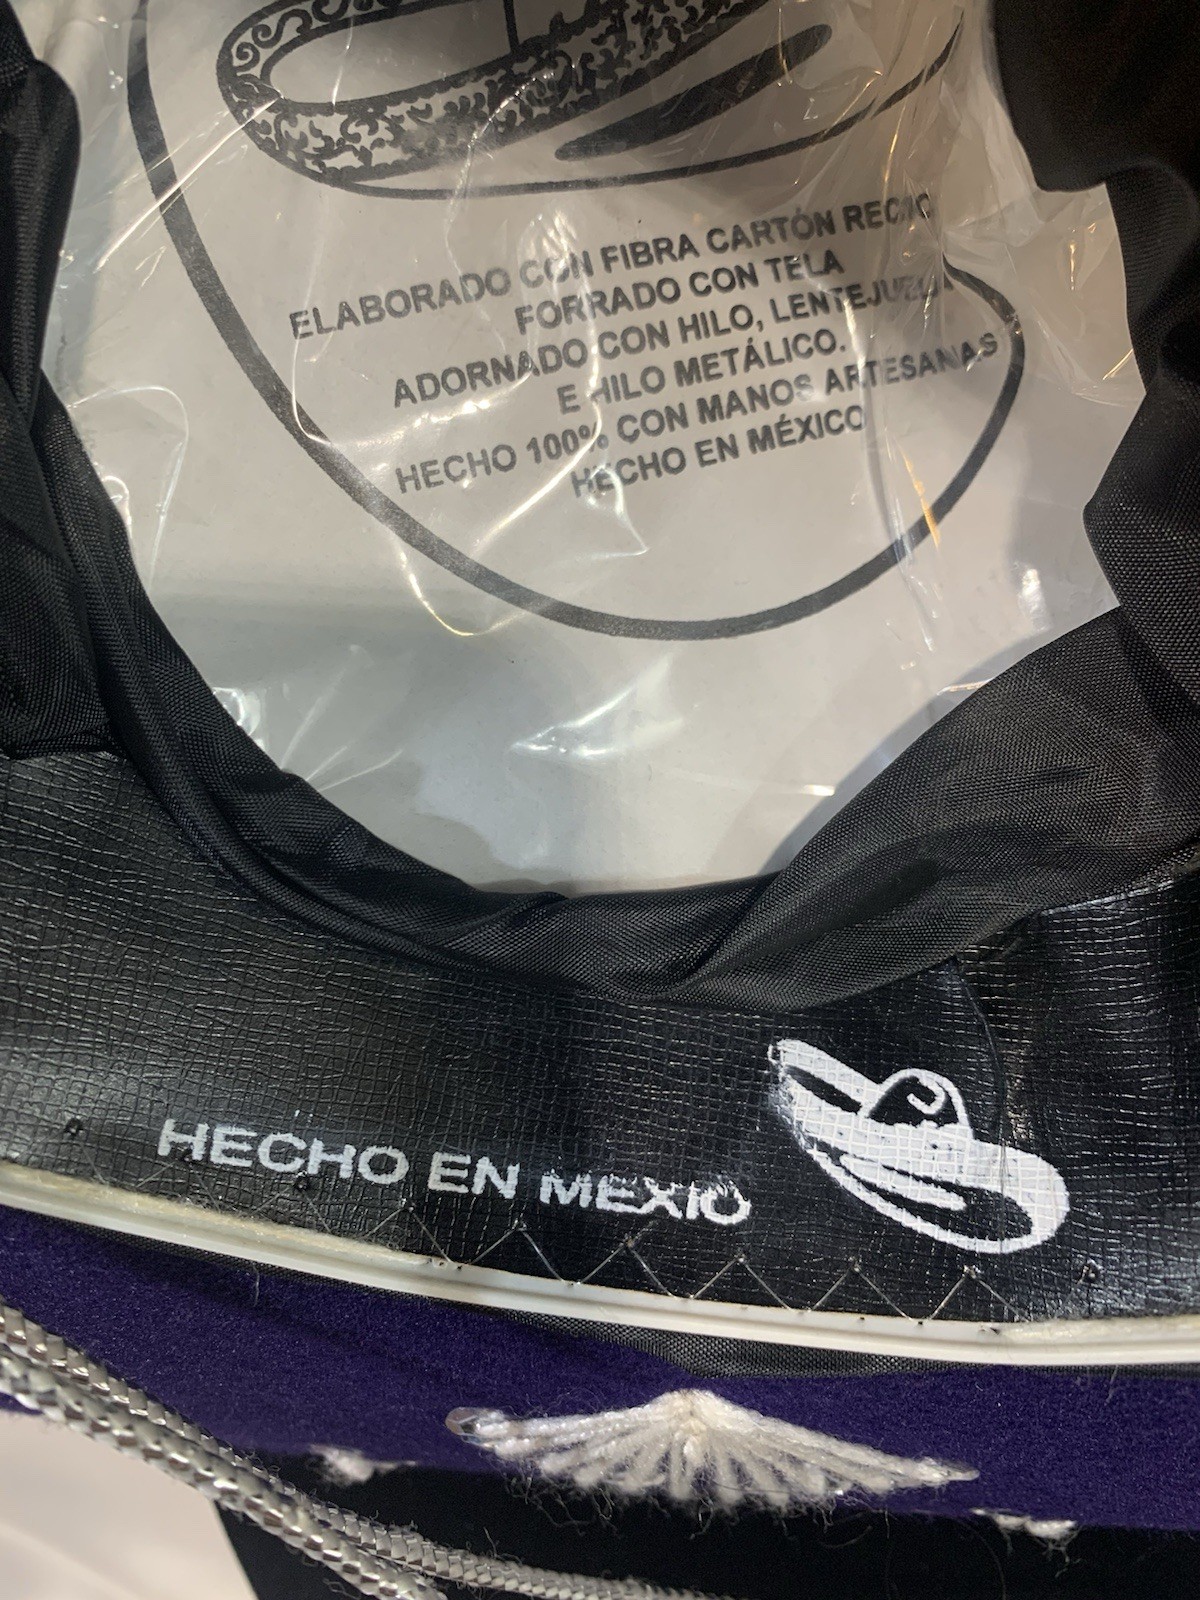 ELABORADO CON FIBRA CARTÓN RECIO
FORRADO CON TELA
ADORNADO CON HILO, LENTEJUELA
E HILO METÁLICO.
HECHO 100% CON MANOS ARTESANAS
HECHO EN MÉXICO
HECHO EN MEXIO